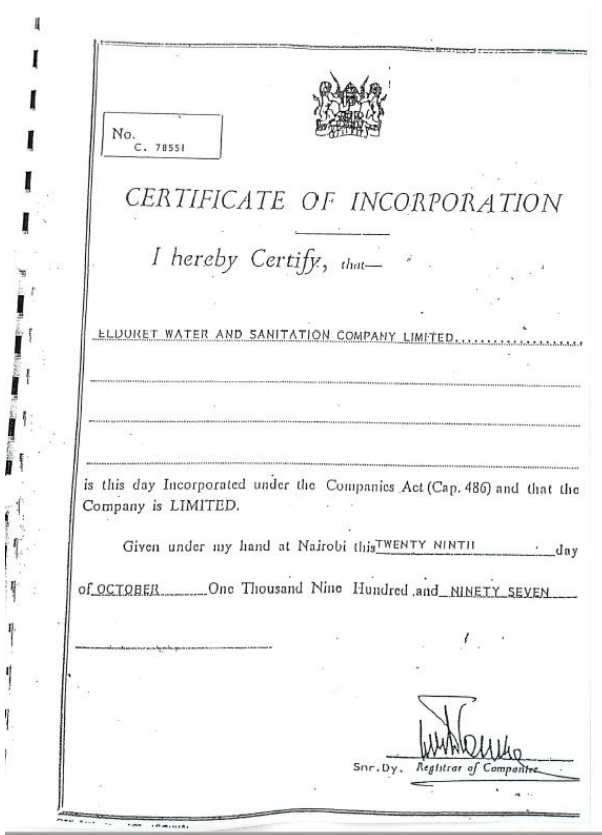 No.
C. 78551
CERTIFICATE OF INCORPORATION
I hereby Certify, that—
ELDORET WATER AND SANITATION COMPANY LIMITED....................
is this day Incorporated under the Companies Act (Cap. 486) and that the
Company is LIMITED.
Given under my hand at Nairobi this TWENTY NINTH day
of OCTOBER One Thousand Nine Hundred and NINETY SEVEN
Snr.Dy. Registrar of Companies